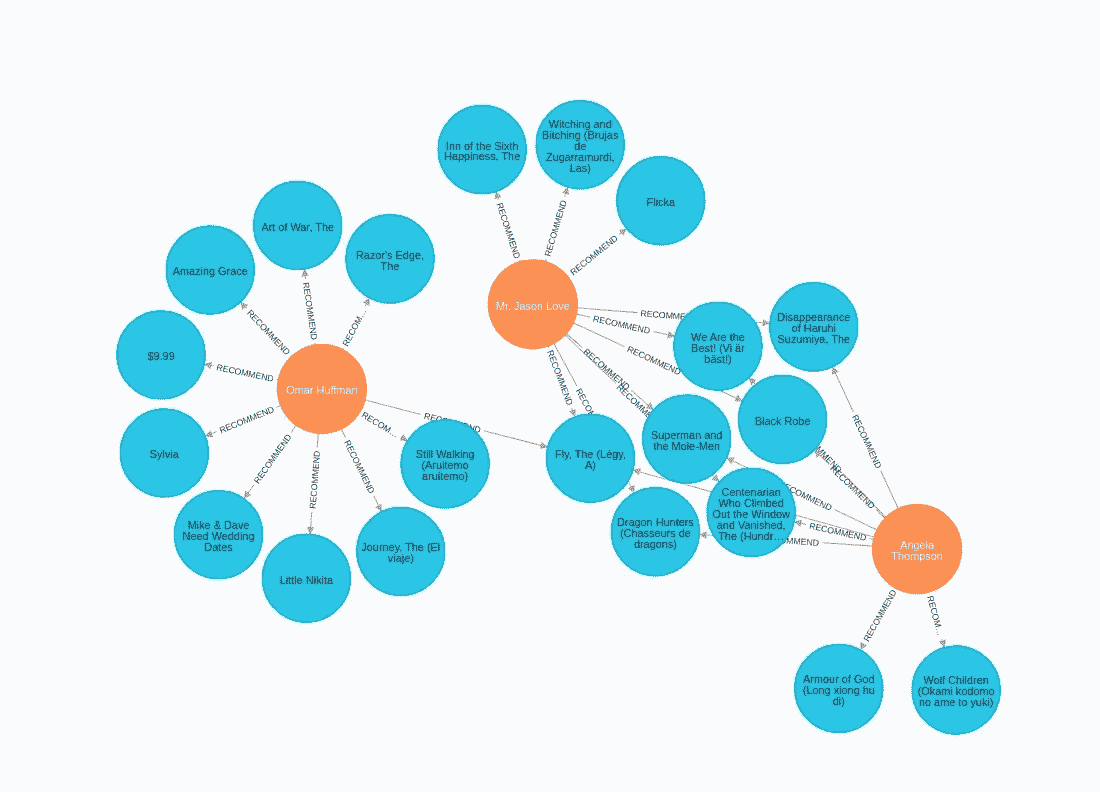 Inn of the Sixth
Happiness, The
RECOMMEND
Witching and
Bitching (Brujas
de
Zugarramurdi,
Las)
RECOMMEND
Flicka
RECOMMEND
Mr. Jason Love
RECOMME
RECOMMEND
RECOMMEND
RECOMMEND
RECOMME
RECOMMEND
RECO
Art of War, The
RECOMMEND
Razor's Edge,
The
RECOM...
Amazing Grace
RECOMMEND
$9.99
RECOMMEND
Omar Huffman
Sylvia
RECOMMEND
RECOMMEND
Mike & Dave
Need Wedding
Dates
RECOMMEND
Little Nikita
RECOMMEND
Journey, The (El
viaje)
RECOM...
Still Walking
(Aruitemo
aruitemo)
We Are the
Best! (Vi är
bäst!)
Disappearance
of Haruhi
Suzumiya, The
Black Robe
RECOMMEND
Superman and
the Mole-Men
Fly, The (Légy,
A)
Dragon Hunters
(Chasseurs de
dragons)
Centenarian
Who Climbed
Out the Window
and Vanished,
The (Hundr...
RECOMMEND
ECOMMEND
RECOMMEND
MMEND
Angela
Thompson
RECOMMEND
RECOM...
Armour of God
(Long xiong hu
di)
Wolf Children
(Okami kodomo
no ame to yuki)